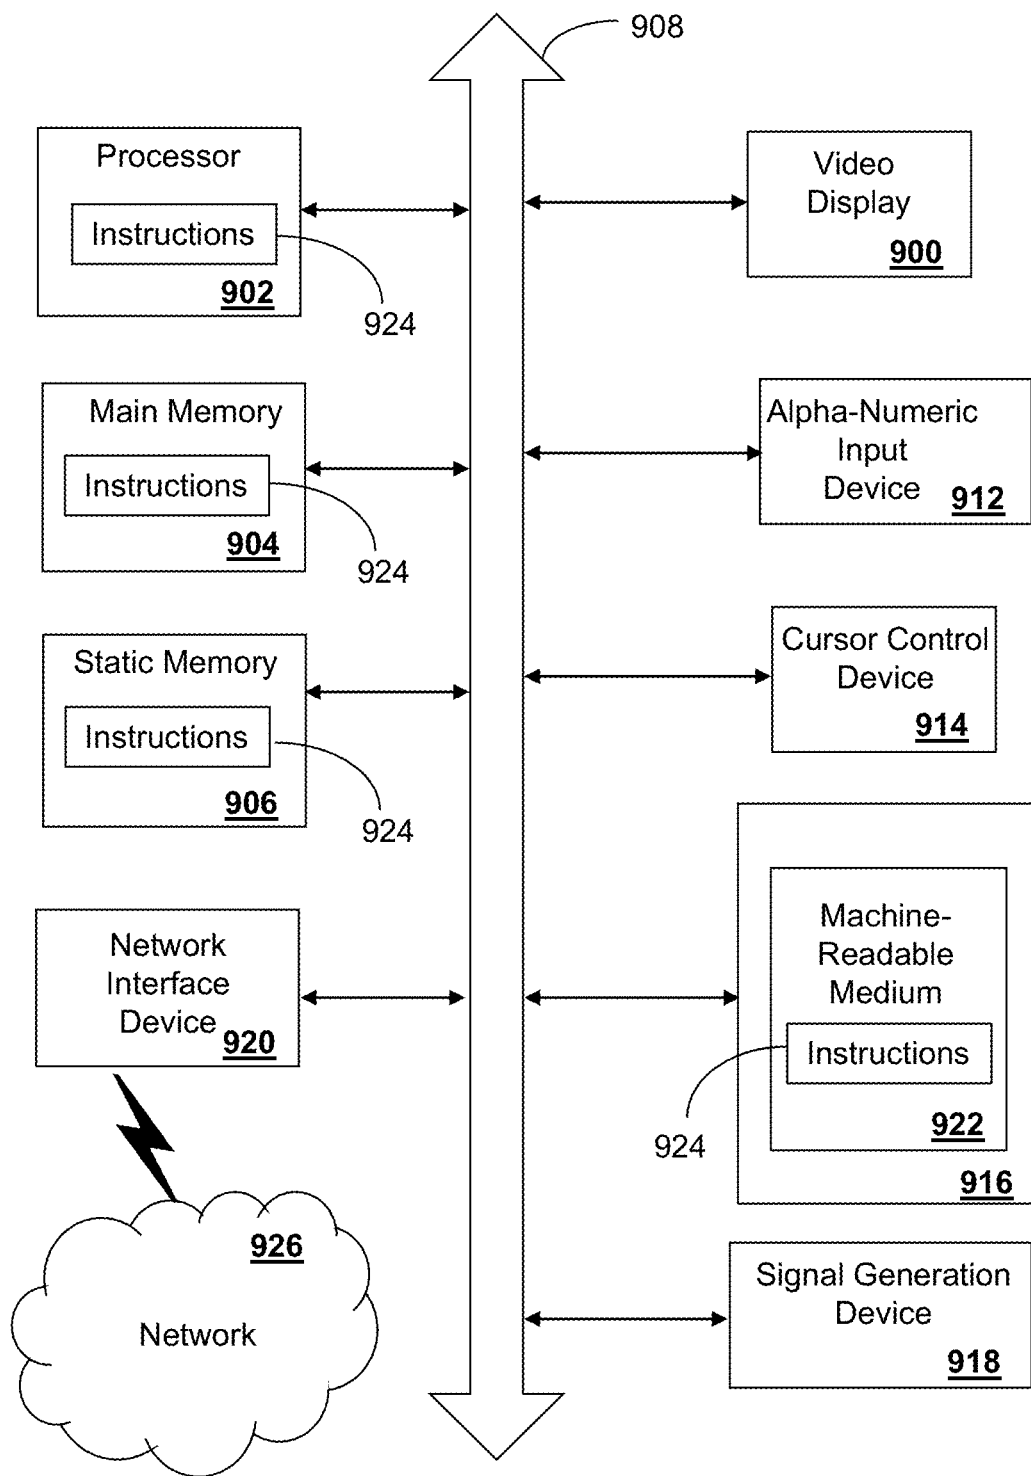 908
Processor
Instructions
902
924
Main Memory
Instructions
904
924
Static Memory
Instructions
906
924
Network
Interface
Device
920
926
Network
Video
Display
900
Alpha-Numeric
Input
Device
912
Cursor Control
Device
914
Machine-
Readable
Medium
Instructions
924
922
916
Signal Generation
Device
918